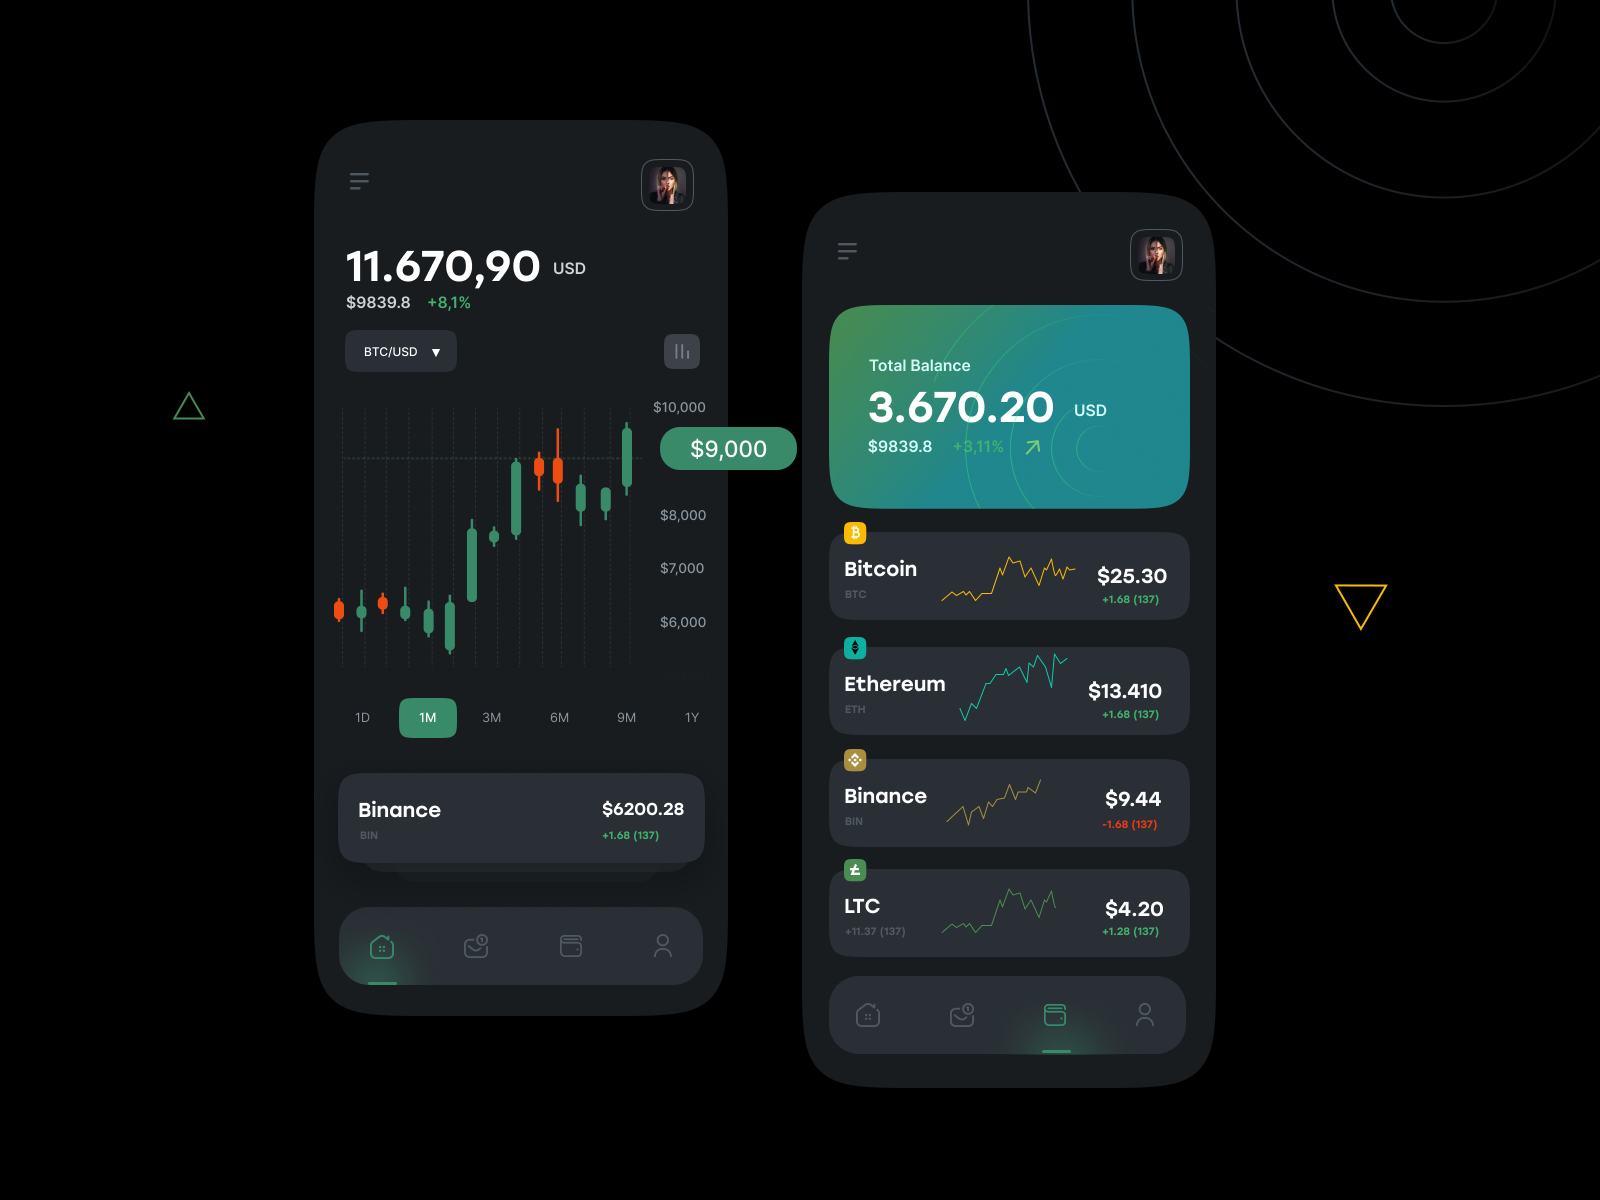 11.670,90 USD
$9839.8 +8,1%
BTC/USD ▼
$10,000
$9,000
$8,000
$7,000
$6,000
1D 1M 3M 6M 9M 1Y
Binance $6200.28
BIN +1.68 (137)
1
Total Balance
3.670.20 USD
$9839.8 +3,11%
Bitcoin $25.30
BTC +1.68 (137)
Ethereum $13.410
ETH +1.68 (137)
Binance $9.44
BIN -1.68 (137)
LTC $4.20
+11.37 (137) +1.28 (137)
1